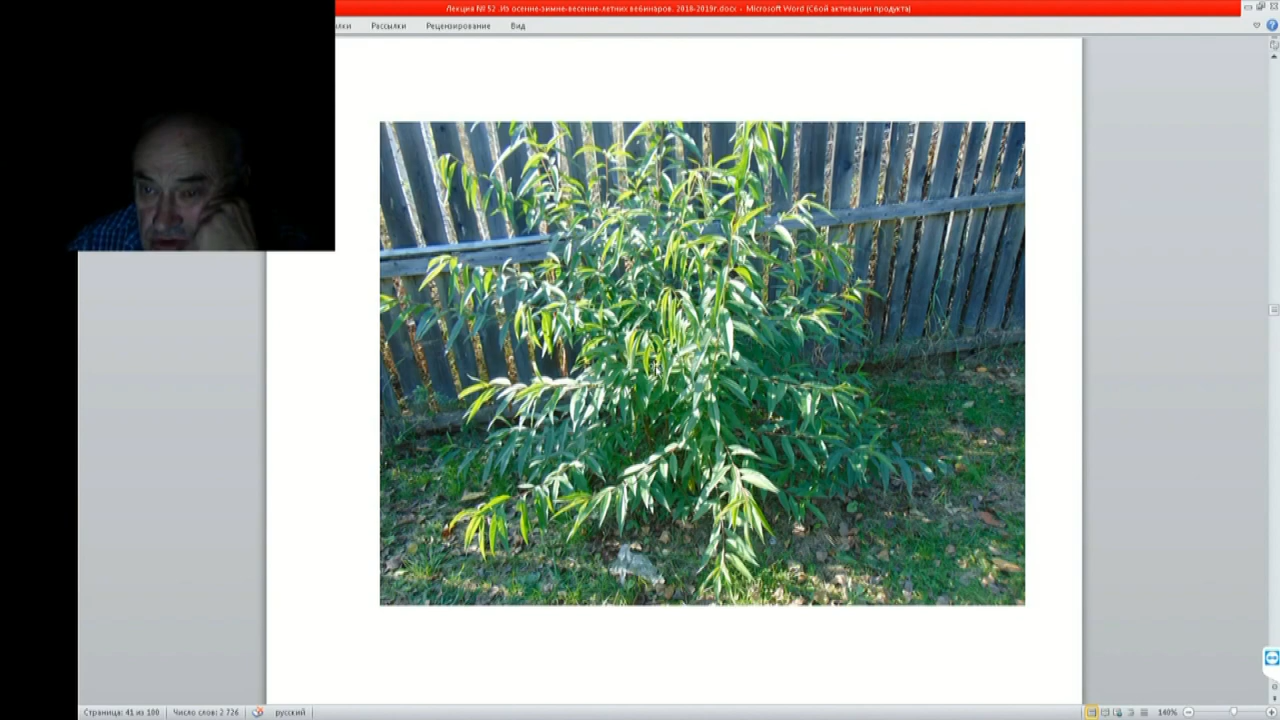 Лекция № 52 .Из осенне-зимне-весенне-летних вебинаров. 2018-2019г.docx - Microsoft Word (Сбой активации продукта)
лки Рассылки Рецензирование Вид
Страница: 41 из 100 Число слов: 2 726 русский 140%